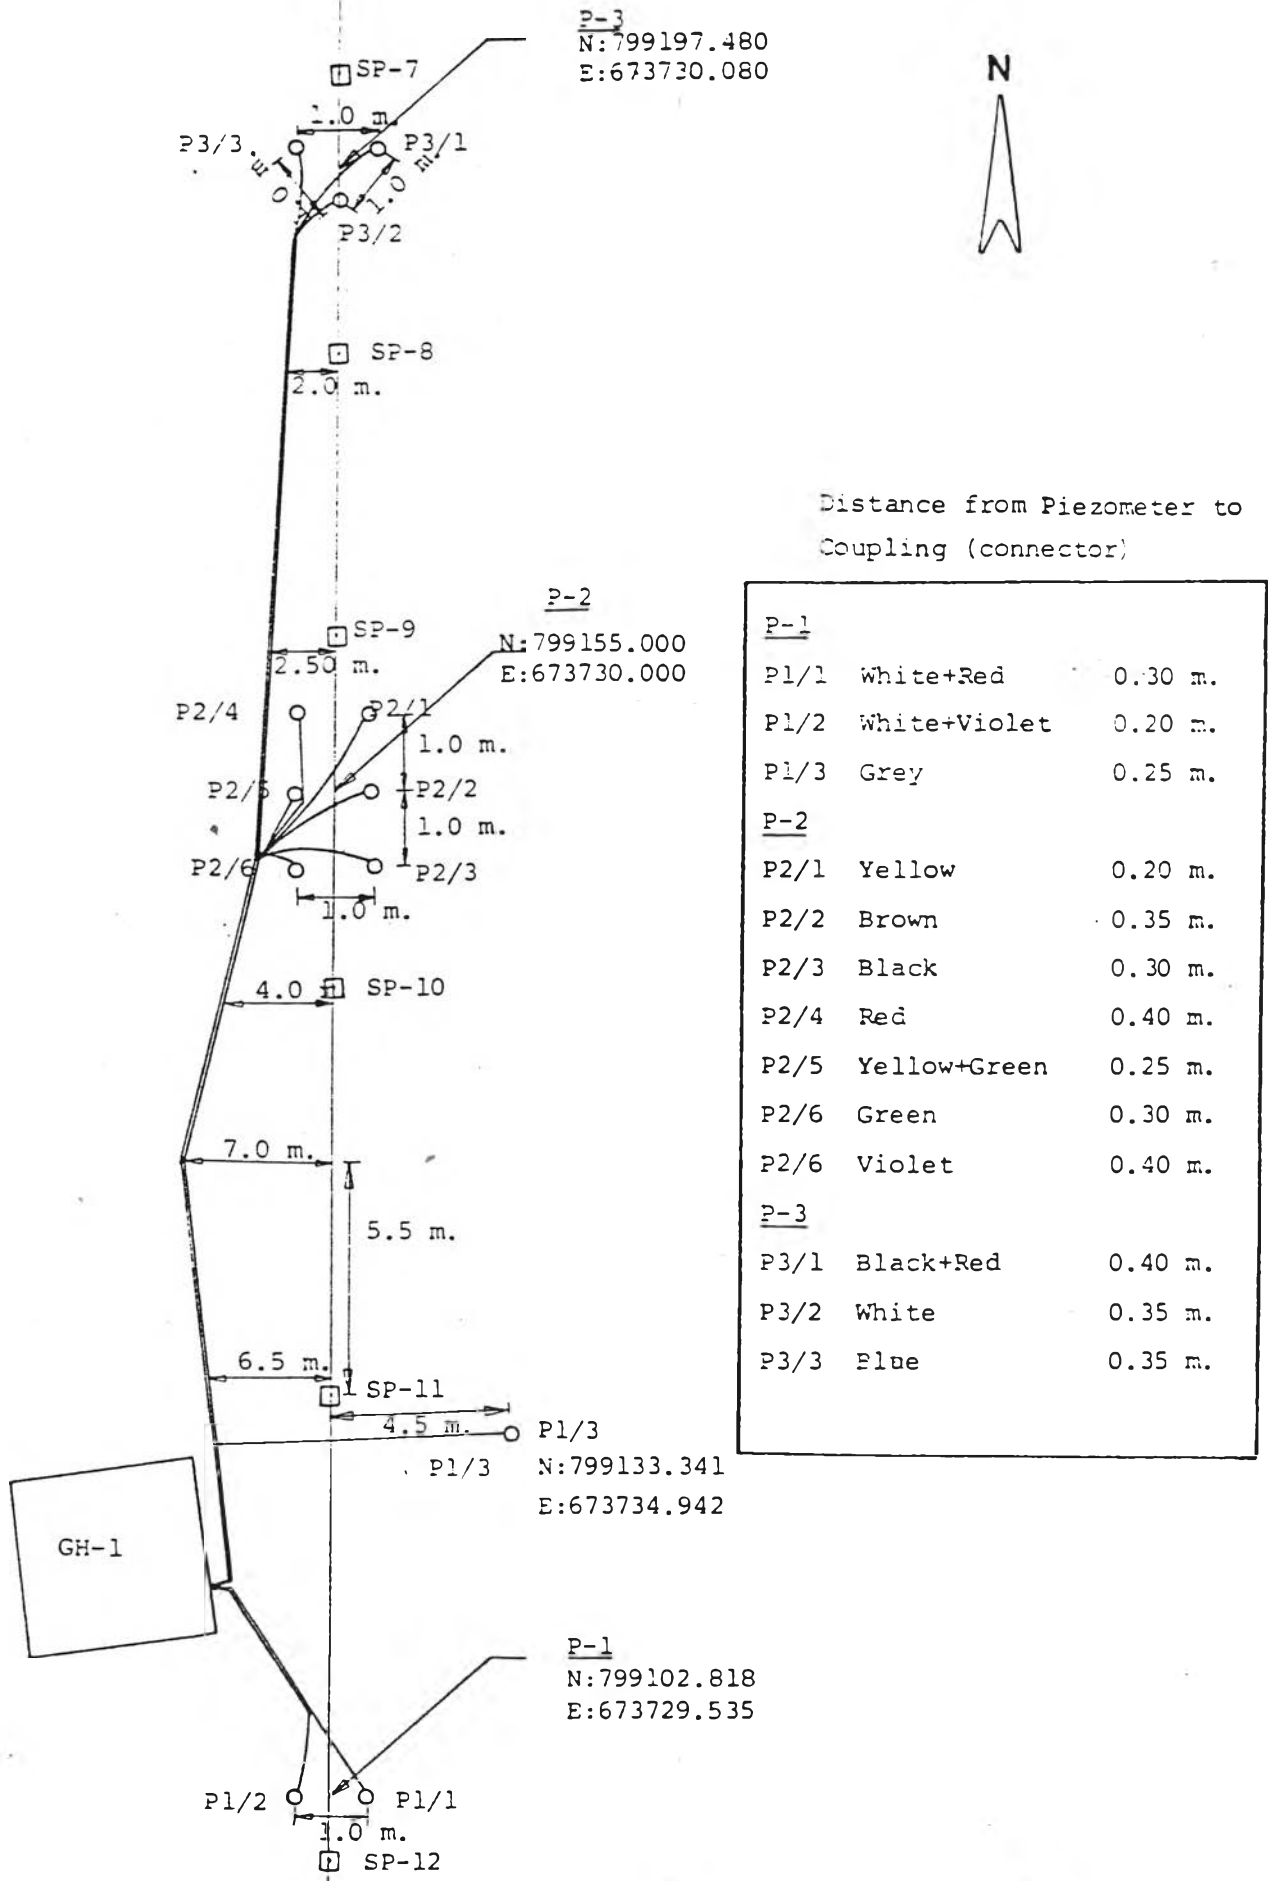 P-3
N:799197.480
E:673730.080
N
SP-7
1.0 m.
P3/3
P3/1
1.0 m.
P3/2
SP-8
2.0 m.
Distance from Piezometer to
Coupling (connector)
P-2
N:799155.000
E:673730.000
SP-9
2.50 m.
P2/4
P2/1
1.0 m.
P2/5
P2/2
1.0 m.
P2/6
P2/3
1.0 m.
4.0 m
SP-10
7.0 m.
5.5 m.
6.5 m.
SP-11
4.5 m.
P1/3
P1/3
N:799133.341
E:673734.942
GH-1
P-1
N:799102.818
E:673729.535
P1/2
P1/1
1.0 m.
SP-12
P-1
P1/1 White+Red 0.30 m.
P1/2 White+Violet 0.20 m.
P1/3 Grey 0.25 m.
P-2
P2/1 Yellow 0.20 m.
P2/2 Brown 0.35 m.
P2/3 Black 0.30 m.
P2/4 Red 0.40 m.
P2/5 Yellow+Green 0.25 m.
P2/6 Green 0.30 m.
P2/6 Violet 0.40 m.
P-3
P3/1 Black+Red 0.40 m.
P3/2 White 0.35 m.
P3/3 Blue 0.35 m.